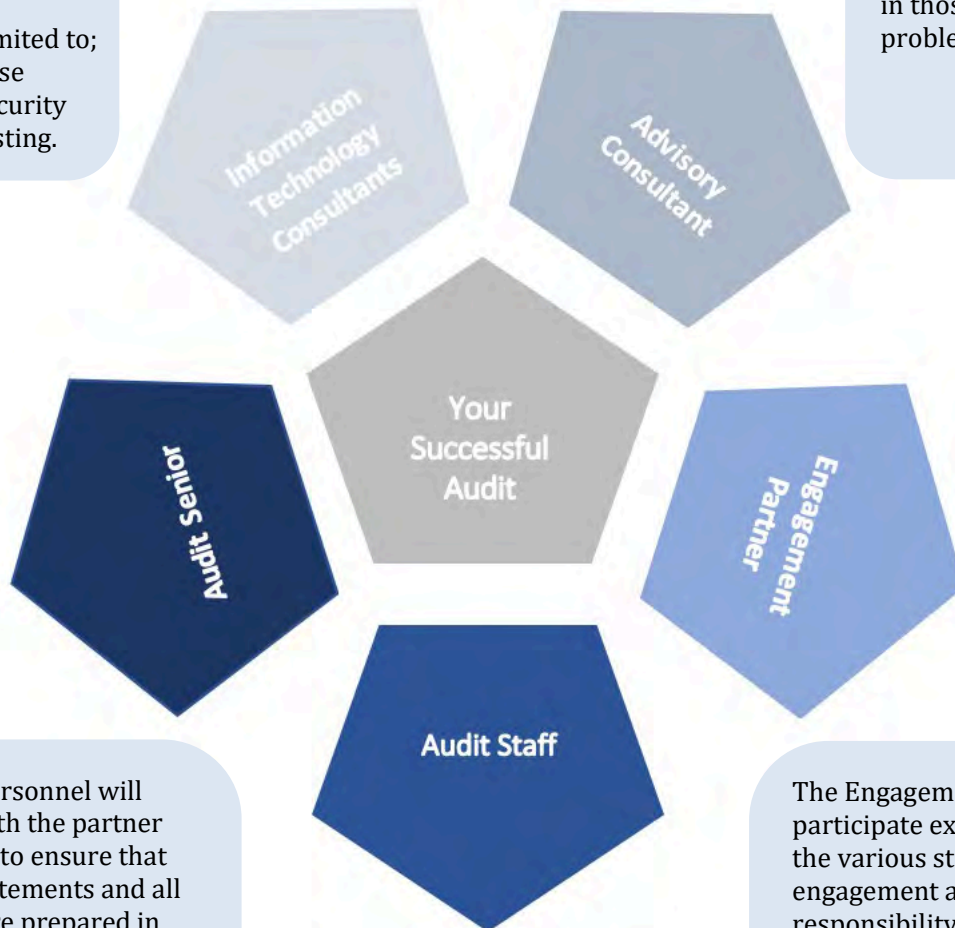 mited to;
se
curity
sting.
in thos
proble
Information
Technology
Consultants
Advisory
Consultant
Your
Successful
Audit
Audit Senior
Engagement
Partner
Audit Staff
rsonnel will
th the partner
to ensure that
tements and all
re prepared in
The Engagem
participate ex
the various st
engagement a
responsibility